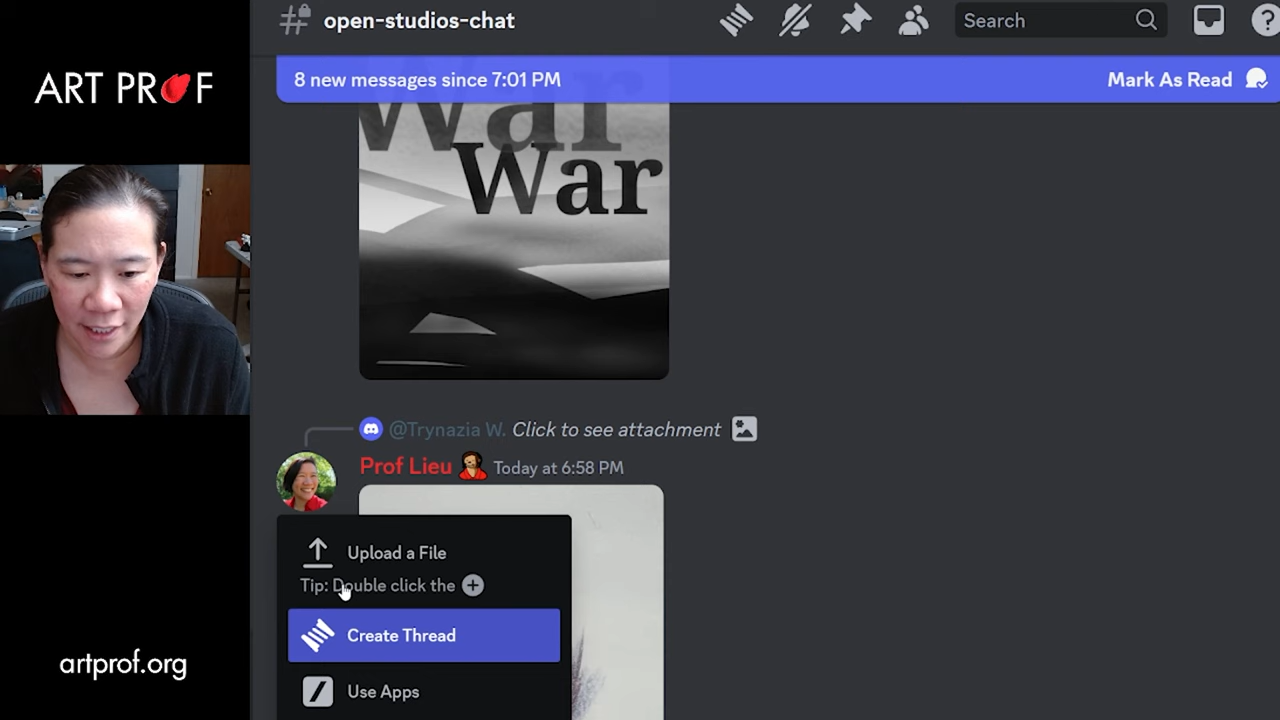 open-studios-chat
Search
ART PROF
8 new messages since 7:01 PM
Mark As Read
War
War
@Trynazia W. Click to see attachment
Prof Lieu Today at 6:58 PM
Upload a File
Tip: Double click the
Create Thread
Use Apps
artprof.org